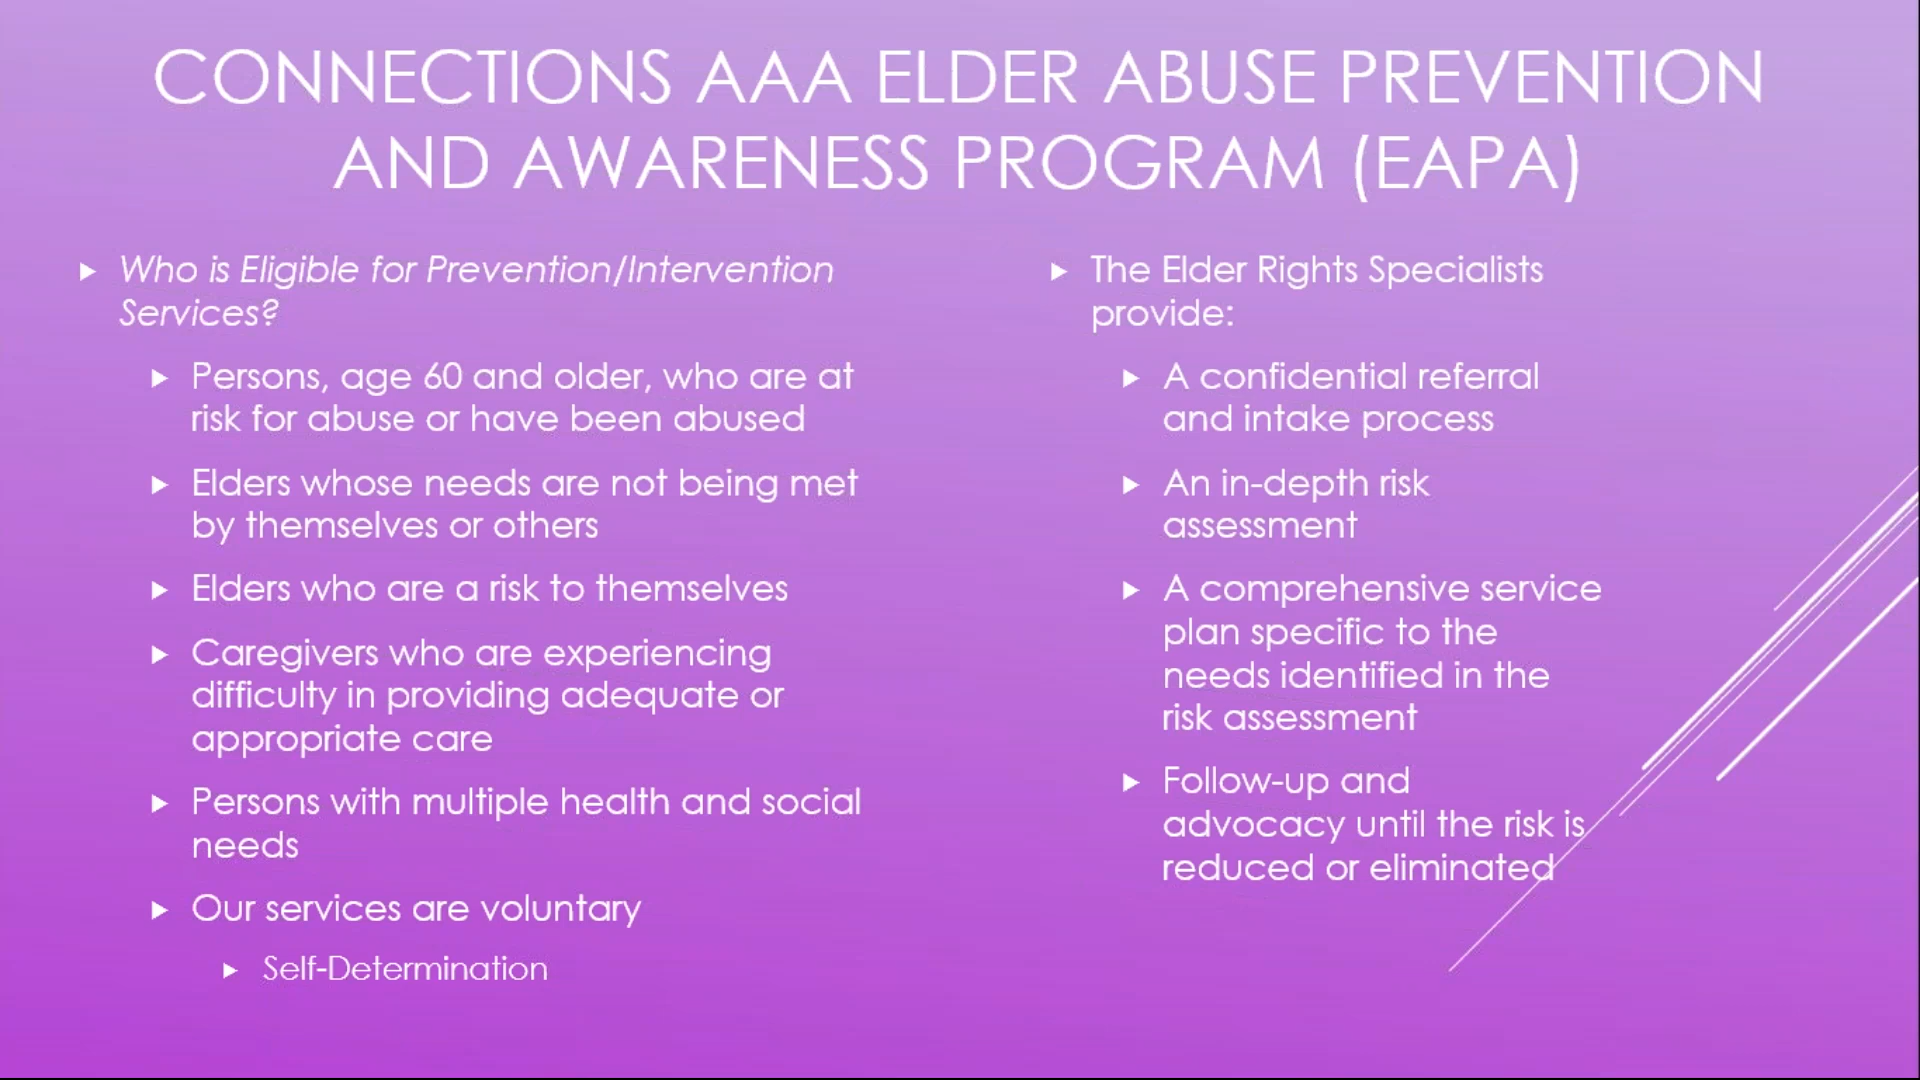 CONNECTIONS AAA ELDER ABUSE PREVENTION
AND AWARENESS PROGRAM (EAPA)
Who is Eligible for Prevention/Intervention
Services?
Persons, age 60 and older, who are at
risk for abuse or have been abused
Elders whose needs are not being met
by themselves or others
Elders who are a risk to themselves
Caregivers who are experiencing
difficulty in providing adequate or
appropriate care
Persons with multiple health and social
needs
Our services are voluntary
Self-Determination
The Elder Rights Specialists
provide:
A confidential referral
and intake process
An in-depth risk
assessment
A comprehensive service
plan specific to the
needs identified in the
risk assessment
Follow-up and
advocacy until the risk is
reduced or eliminated